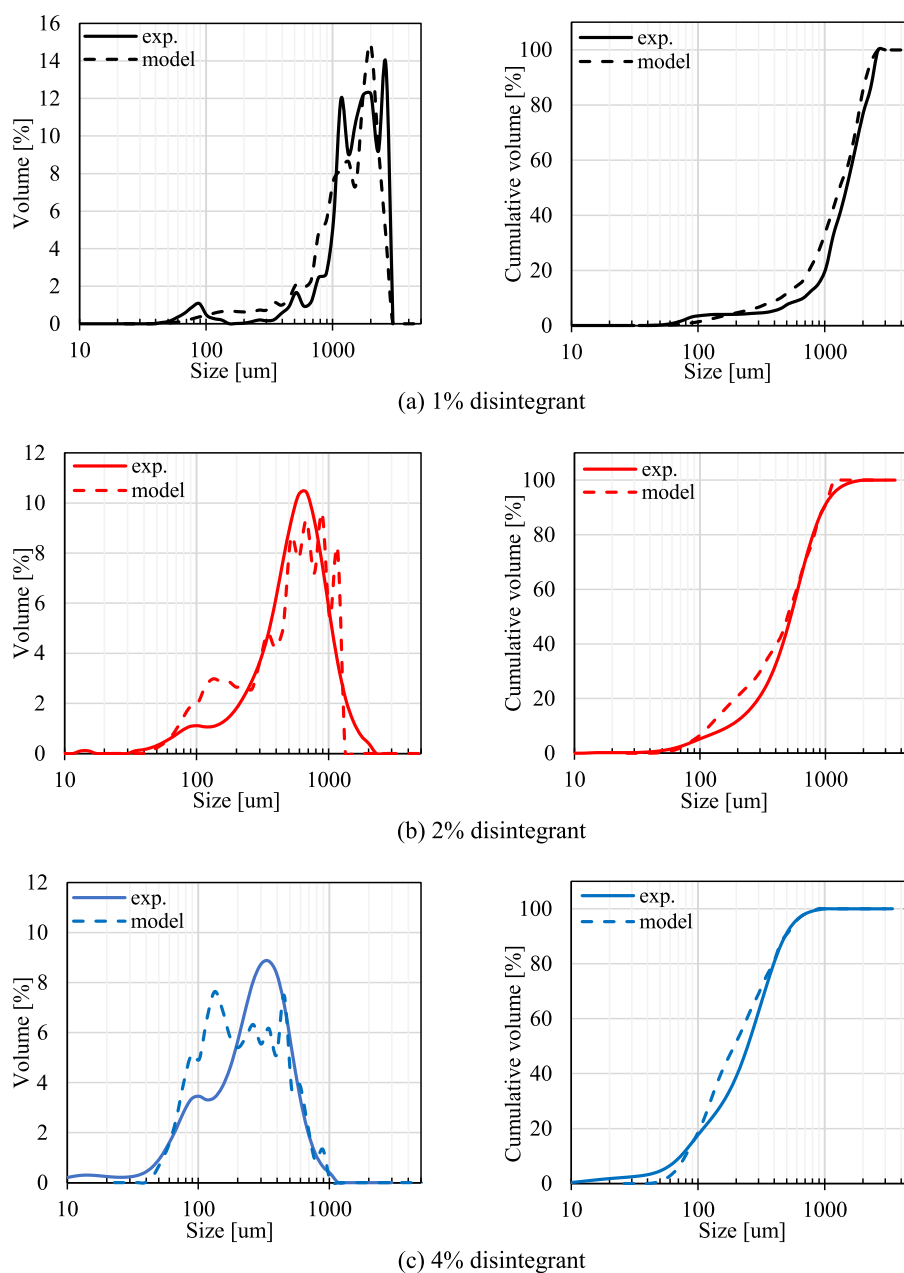 16
14
12
10
8
6
4
2
0
Volume [%]
exp.
model
10 100 1000
Size [um]
100
80
60
40
20
0
Cumulative volume [%]
exp.
model
10 100 1000
Size [um]
(a) 1% disintegrant
12
10
8
6
4
2
0
Volume [%]
exp.
model
10 100 1000
Size [um]
100
80
60
40
20
0
Cumulative volume [%]
exp.
model
10 100 1000
Size [um]
(b) 2% disintegrant
12
10
8
6
4
2
0
Volume [%]
exp.
model
10 100 1000
Size [um]
100
80
60
40
20
0
Cumulative volume [%]
exp.
model
10 100 1000
Size [um]
(c) 4% disintegrant